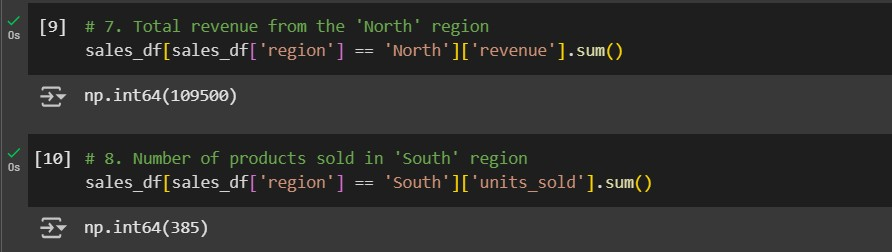 [9] # 7. Total revenue from the 'North' region
sales_df[sales_df['region'] == 'North']['revenue'].sum()
0s
np.int64(109500)
[10] # 8. Number of products sold in 'South' region
0s
sales_df[sales_df['region'] == 'South']['units_sold'].sum()
np.int64(385)